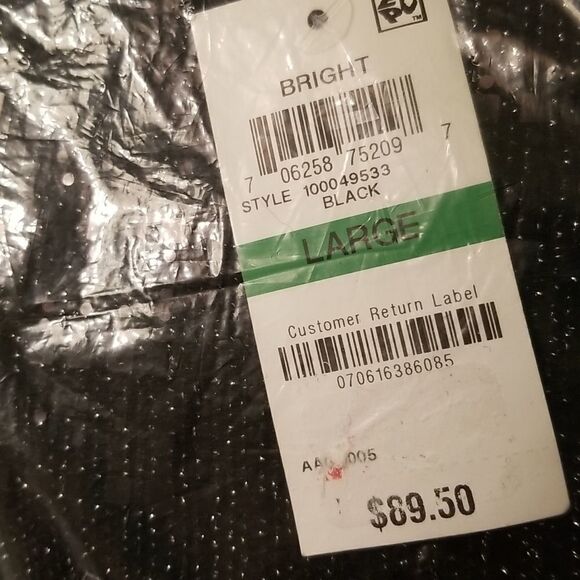 BRIGHT
7 06258 75209 7
STYLE 100049533
BLACK
LARGE
Customer Return Label
070616386085
$89.50